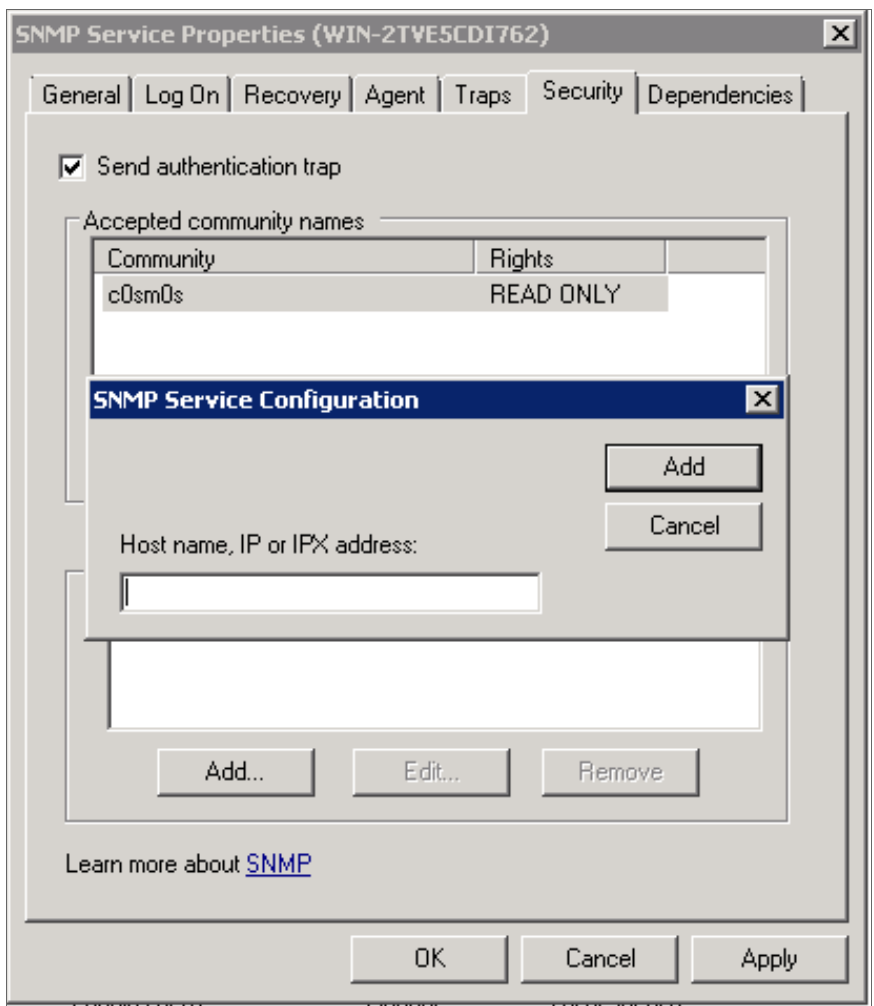 SNMP Service Properties (WIN-2TVE5CDI762)
General Log On Recovery Agent Traps Security Dependencies
Send authentication trap
Accepted community names
Community Rights
c0sm0s READ ONLY
SNMP Service Configuration
Add
Cancel
Host name, IP or IPX address:
Add... Edit... Remove
Learn more about SNMP
OK Cancel Apply